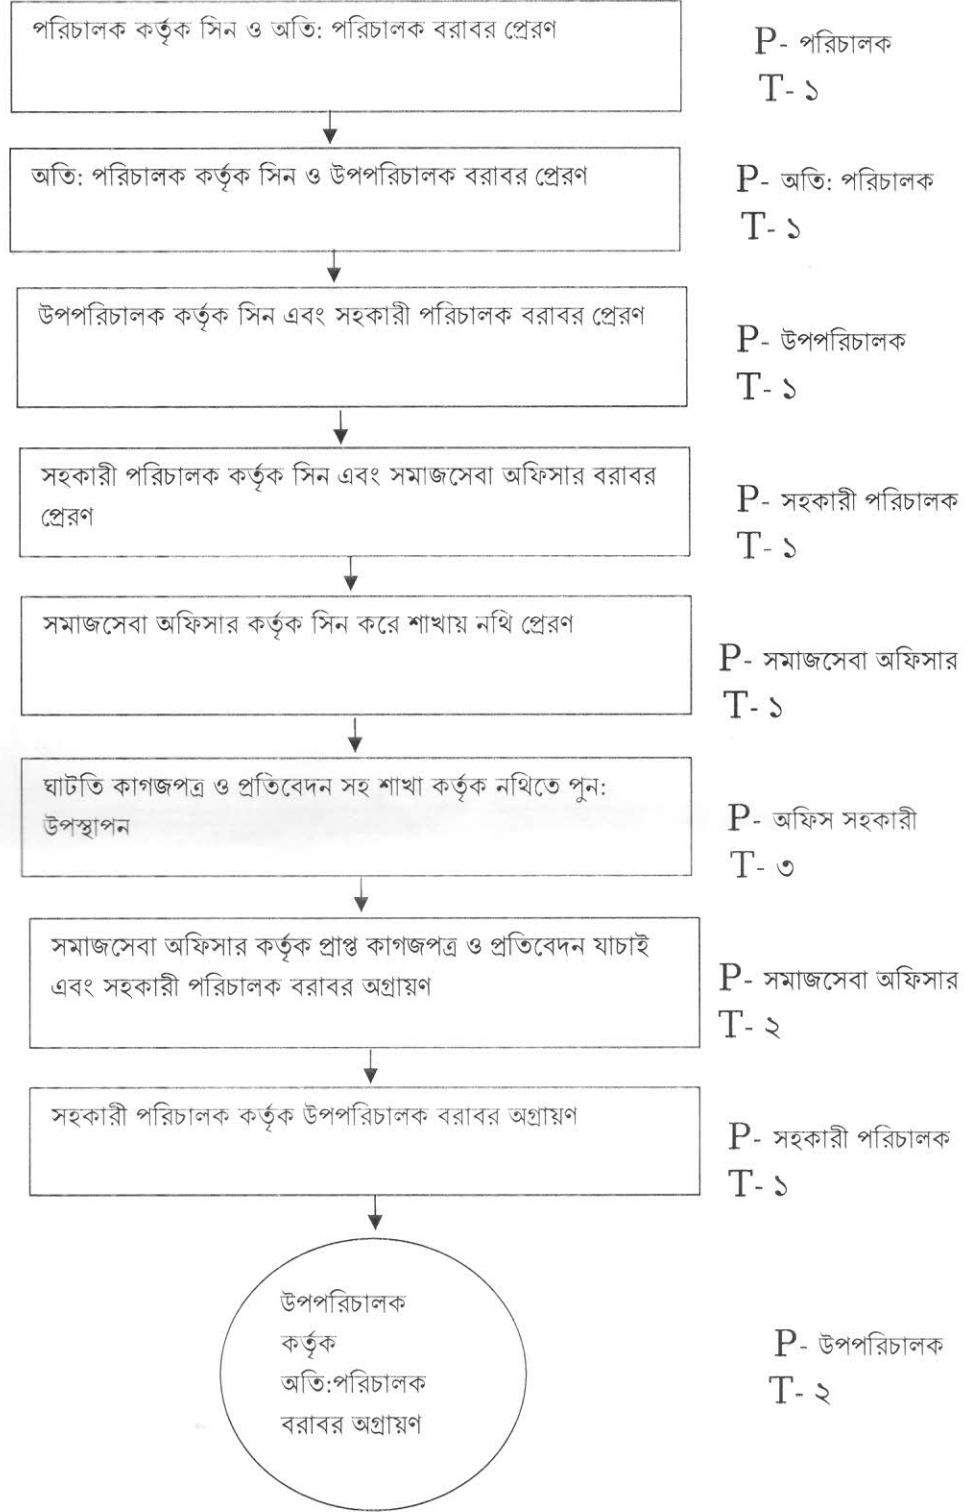 পরিচালক কর্তৃক সিন ও অতি: পরিচালক বরাবর প্রেরণ
P- পরিচালক
T- ১
অতি: পরিচালক কর্তৃক সিন ও উপপরিচালক বরাবর প্রেরণ
P- অতি: পরিচালক
T- ১
উপপরিচালক কর্তৃক সিন এবং সহকারী পরিচালক বরাবর প্রেরণ
P- উপপরিচালক
T- ১
সহকারী পরিচালক কর্তৃক সিন এবং সমাজসেবা অফিসার বরাবর
প্রেরণ
P- সহকারী পরিচালক
T- ১
সমাজসেবা অফিসার কর্তৃক সিন করে শাখায় নথি প্রেরণ
P- সমাজসেবা অফিসার
T- ১
ঘাটতি কাগজপত্র ও প্রতিবেদন সহ শাখা কর্তৃক নথিতে পুন:
উপস্থাপন
P- অফিস সহকারী
T- ৩
সমাজসেবা অফিসার কর্তৃক প্রাপ্ত কাগজপত্র ও প্রতিবেদন যাচাই
এবং সহকারী পরিচালক বরাবর অগ্রায়ণ
P- সমাজসেবা অফিসার
T- ২
সহকারী পরিচালক কর্তৃক উপপরিচালক বরাবর অগ্রায়ণ
P- সহকারী পরিচালক
T- ১
উপপরিচালক
কর্তৃক
অতি:পরিচালক
বরাবর অগ্রায়ণ
P- উপপরিচালক
T- ২